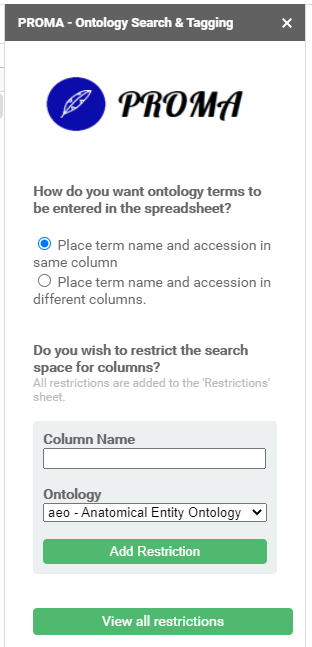 PROMA - Ontology Search & Tagging ×
PROMA
How do you want ontology terms to
be entered in the spreadsheet?
Place term name and accession in
same column
Place term name and accession in
different columns.
Do you wish to restrict the search
space for columns?
All restrictions are added to the 'Restrictions'
sheet.
Column Name
Ontology
aeo - Anatomical Entity Ontology
Add Restriction
View all restrictions